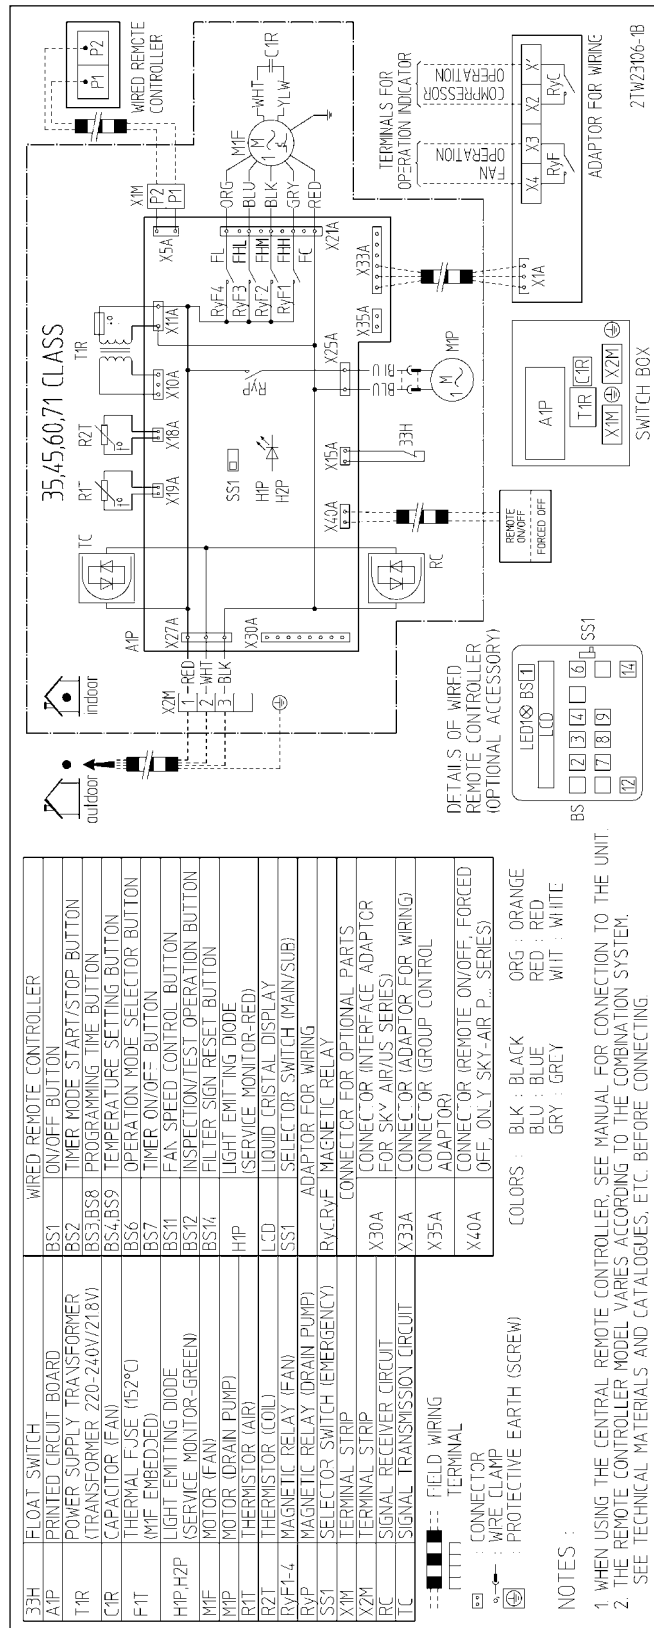 33H FLOAT SWITCH
A1P PRINTED CIRCUIT BOARD
T1R POWER SUPPLY TRANSFORMER
(TRANSFORMER 220-240V/21.8V)
C1R CAPACITOR (FAN)
F1T THERMAL FUSE (152°C)
(M1F EMBEDDED)
H1P,H2P LIGHT EMITTING DIODE
(SERVICE MONITOR-GREEN)
M1F MOTOR (FAN)
M1P MOTOR (DRAIN PUMP)
R1T THERMISTOR (AIR)
R2T THERMISTOR (COIL)
RyF1-4 MAGNETIC RELAY (FAN)
RyP MAGNETIC RELAY (DRAIN PUMP)
SS1 SELECTOR SWITCH (EMERGENCY)
X1M TERMINAL STRIP
X2M TERMINAL STRIP
RC SIGNAL RECEIVER CIRCUIT
TC SIGNAL TRANSMISSION CIRCUIT
WIRED REMOTE CONTROLLER
BS1 ON/OFF BUTTON
BS2 TIMER MODE START/STOP BUTTON
BS3,BS8 PROGRAMMING TIME BUTTON
BS4,BS9 TEMPERATURE SETTING BUTTON
BS6 OPERATION MODE SELECTOR BUTTON
BS7 TIMER ON/OFF BUTTON
BS11 FAN SPEED CONTROL BUTTON
BS12 INSPECTION/TEST OPERATION BUTTON
BS14 FILTER SIGN RESET BUTTON
H1P LIGHT EMITTING DIODE
(SERVICE MONITOR-RED)
LCD LIQUID CRISTAL DISPLAY
SS1 SELECTOR SWITCH (MAIN/SUB)
ADAPTOR FOR WIRING
RyC,RyF MAGNETIC RELAY
CONNECTOR FOR OPTIONAL PARTS
X30A CONNECTOR (INTERFACE ADAPTOR
FOR SKY AIR/US SERIES)
X33A CONNECTOR (ADAPTOR FOR WIRING)
X35A CONNECTOR (GROUP CONTROL
ADAPTOR)
X40A CONNECTOR (REMOTE ON/OFF, FORCED
OFF, ONLY SKY-AIR P... SERIES)
: FIELD WIRING
: TERMINAL
: CONNECTOR
: WIRE CLAMP
: PROTECTIVE EARTH (SCREW)
COLORS : BLK : BLACK ORG : ORANGE
BLU : BLUE RED : RED
GRY : GREY WHT : WHITE
NOTES :
1. WHEN USING THE CENTRAL REMOTE CONTROLLER, SEE MANUAL FOR CONNECTION TO THE UNIT.
2. THE REMOTE CONTROLLER MODEL VARIES ACCORDING TO THE COMBINATION SYSTEM.
SEE TECHNICAL MATERIALS AND CATALOGUES, ETC. BEFORE CONNECTING.
outdoor
indoor
35,45,60,71 CLASS
X2M
1 RED
2 WHT
3 BLK
A1P
X27A
X30A
TC
RC
R1T
R2T
T1R
X19A
X18A
X10A
X11A
SS1
H1P
H2P
RyP
X40A
X15A
X25A
X35A
X33A
33H
BLU
BLU
M
1~
M1P
REMOTE
ON/OFF
FORCED OFF
RyF4
RyF3
RyF2
RyF1
FL
FHL
FHM
FHH
FC
X21A
ORG
BLU
BLK
GRY
RED
M1F
M
1~
WHT
YLW
C1R
X5A
X1M
P2
P1
P1
P2
WIRED REMOTE
CONTROLLER
TERMINALS FOR
OPERATION INDICATOR
FAN
OPERATION
COMPRESSOR
OPERATION
X4
X3
X2
RyF
RyC
X1A
ADAPTOR FOR WIRING
DETAILS OF WIRED
REMOTE CONTROLLER
(OPTIONAL ACCESSORY)
LED1 BS 1
LCD
BS
2 3 4 6
7 8 9
12 14
SS1
A1P
T1R
C1R
X1M
X2M
SWITCH BOX
2TW23106-1B